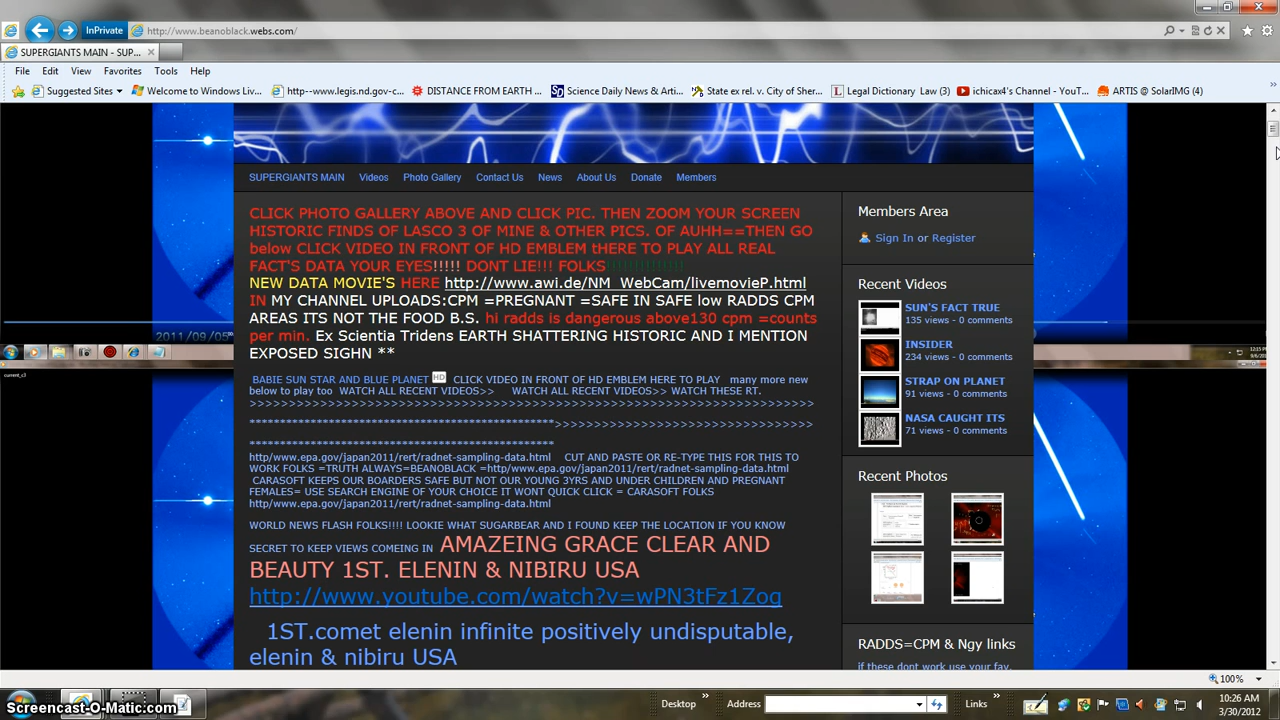 InPrivate
http://www.beanoblack.webs.com/
SUPERGIANTS MAIN - SUP...
File Edit View Favorites Tools Help
Suggested Sites
Welcome to Windows Liv...
http--www.legis.nd.gov-c...
DISTANCE FROM EARTH ...
Science Daily News & Arti...
State ex rel. v. City of Sher...
Legal Dictionary Law (3)
ichicax4's Channel - YouT...
ARTIS @ SolarIMG (4)
SUPERGIANTS MAIN Videos Photo Gallery Contact Us News About Us Donate Members
CLICK PHOTO GALLERY ABOVE AND CLICK PIC. THEN ZOOM YOUR SCREEN
HISTORIC FINDS OF LASCO 3 OF MINE & OTHER PICS. OF AUHH==THEN GO
below CLICK VIDEO IN FRONT OF HD EMBLEM tHERE TO PLAY ALL REAL
FACT'S DATA YOUR EYES!!!!! DONT LIE!!! FOLKS
NEW DATA MOVIE'S HERE http://www.awi.de/NM_WebCam/livemovieP.html
IN MY CHANNEL UPLOADS:CPM =PREGNANT =SAFE IN SAFE low RADDS CPM
AREAS ITS NOT THE FOOD B.S. hi radds is dangerous above130 cpm =counts
per min. Ex Scientia Tridens EARTH SHATTERING HISTORIC AND I MENTION
EXPOSED SIGHN **
BABIE SUN STAR AND BLUE PLANET HD CLICK VIDEO IN FRONT OF HD EMBLEM HERE TO PLAY many more new
below to play too WATCH ALL RECENT VIDEOS>> WATCH ALL RECENT VIDEOS>> WATCH THESE RT.
http/www.epa.gov/japan2011/rert/radnet-sampling-data.html CUT AND PASTE OR RE-TYPE THIS FOR THIS TO
WORK FOLKS =TRUTH ALWAYS=BEANOBLACK =http/www.epa.gov/japan2011/rert/radnet-sampling-data.html
CARASOFT KEEPS OUR BOARDERS SAFE BUT NOT OUR YOUNG 3YRS AND UNDER CHILDREN AND PREGNANT
FEMALES= USE SEARCH ENGINE OF YOUR CHOICE IT WONT QUICK CLICK = CARASOFT FOLKS
http/www.epa.gov/japan2011/rert/radnet-sampling-data.html
WORLD NEWS FLASH FOLKS!!!! LOOKIE WHAT SUGARBEAR AND I FOUND KEEP THE LOCATION IF YOU KNOW
SECRET TO KEEP VIEWS COMEING IN AMAZEING GRACE CLEAR AND
BEAUTY 1ST. ELENIN & NIBIRU USA
http://www.youtube.com/watch?v=wPN3tFz1Zog
1ST.comet elenin infinite positively undisputable,
elenin & nibiru USA
Members Area
Sign In or Register
Recent Videos
SUN'S FACT TRUE
135 views - 0 comments
INSIDER
234 views - 0 comments
STRAP ON PLANET
91 views - 0 comments
NASA CAUGHT ITS
71 views - 0 comments
Recent Photos
RADDS=CPM & Ngy links
if these dont work use your fav.
2011/09/05
12:15 PM
9/6/2011
current_c3
100%
Desktop
Address
Links
10:26 AM
3/30/2012
Screencast-O-Matic.com